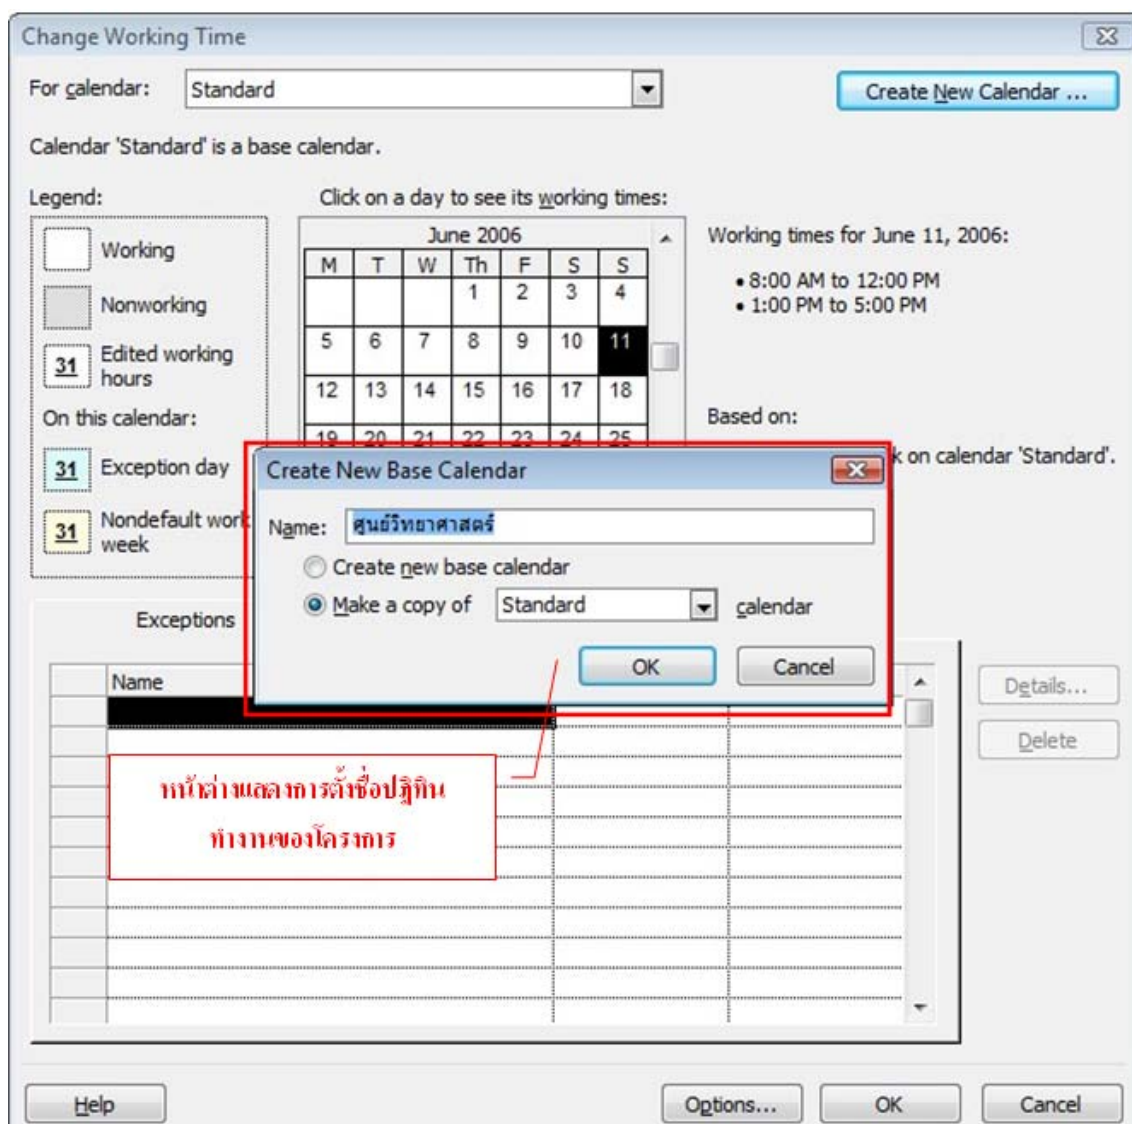 Change Working Time
For calendar: Standard
Create New Calendar ...
Calendar 'Standard' is a base calendar.
Legend:
Working
Nonworking
31 Edited working
hours
On this calendar:
31 Exception day
31 Nondefault work
week
Click on a day to see its working times:
June 2006
M T W Th F S S
1 2 3 4
5 6 7 8 9 10 11
12 13 14 15 16 17 18
19 20 21 22 23 24 25
Working times for June 11, 2006:
• 8:00 AM to 12:00 PM
• 1:00 PM to 5:00 PM
Based on:
on calendar 'Standard'.
Create New Base Calendar
Name: ศูนย์วิทยาศาสตร์
Create new base calendar
Make a copy of Standard calendar
OK Cancel
Exceptions
Name
Details...
Delete
หน้าต่างแสดงการตั้งชื่อปฏิทิน
ทำงานของโครงการ
Help Options... OK Cancel